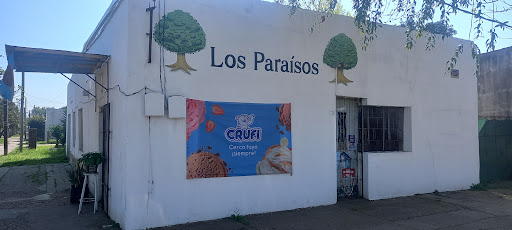 Los Paraísos
CRUFI
Cerca tuyo
¡siempre!